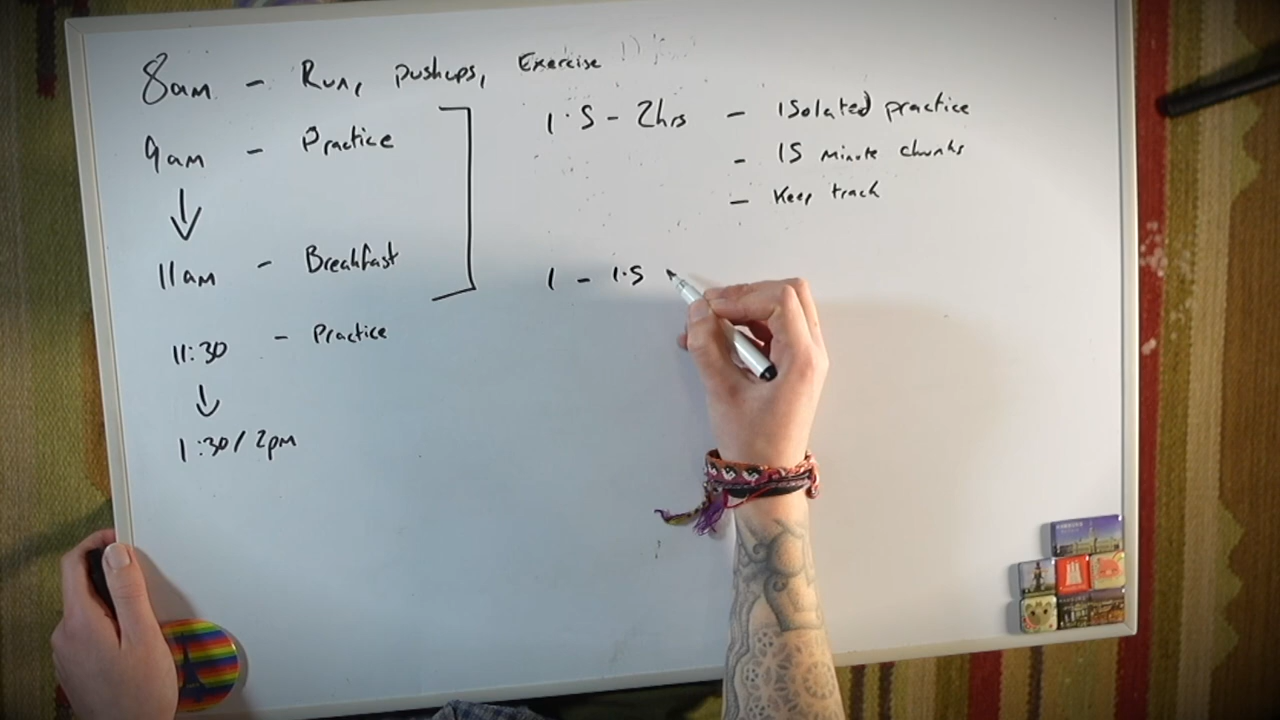 8am - Run, pushups, Exercise
9am - Practice
11am - Breakfast
11:30 - Practice
1:30/2pm
1.5 - 2hrs - Isolated practice
- 15 minute chunks
- Keep track
1 - 1.5